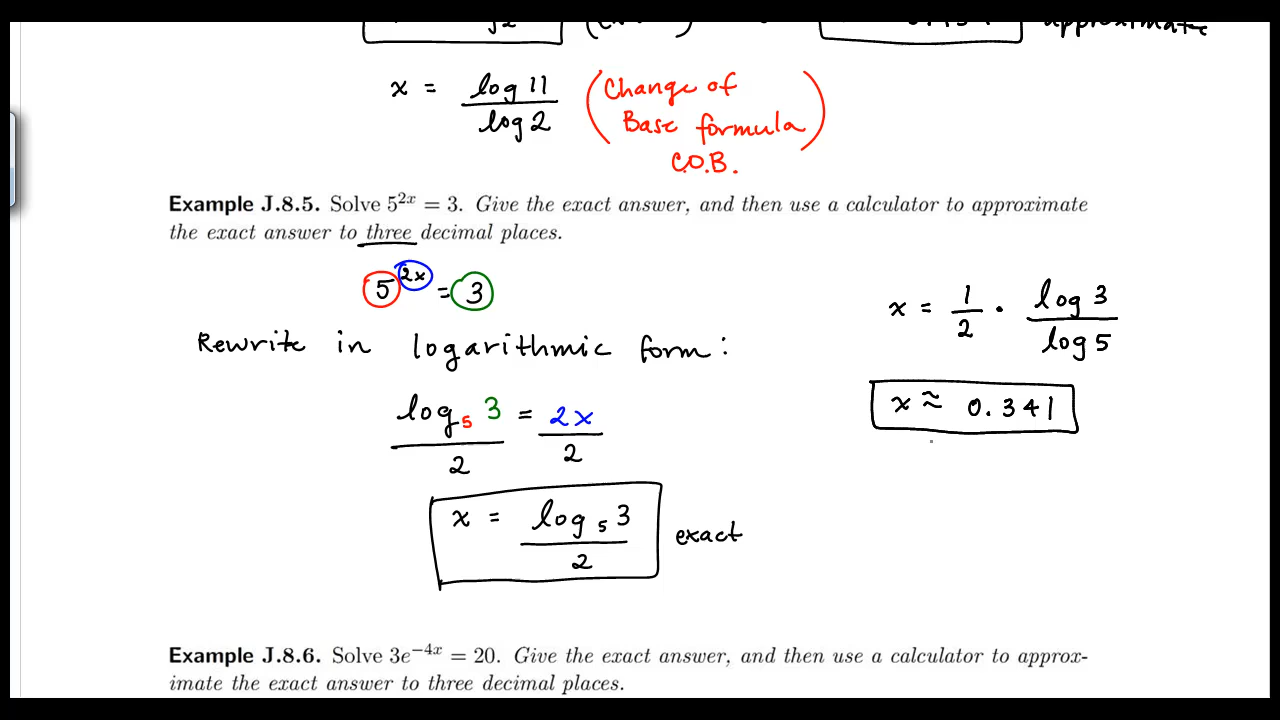 approximate
x = log 11 / log 2 (Change of
Base formula
C.O.B.)
Example J.8.5. Solve 5^{2x} = 3. Give the exact answer, and then use a calculator to approximate
the exact answer to three decimal places.
5^{2x} = 3
Rewrite in logarithmic form:
log_5 3 / 2 = 2x / 2
x = log_5 3 / 2 exact
x = 1/2 · log 3 / log 5
x ≈ 0.341
Example J.8.6. Solve 3e^{−4x} = 20. Give the exact answer, and then use a calculator to approx-
imate the exact answer to three decimal places.